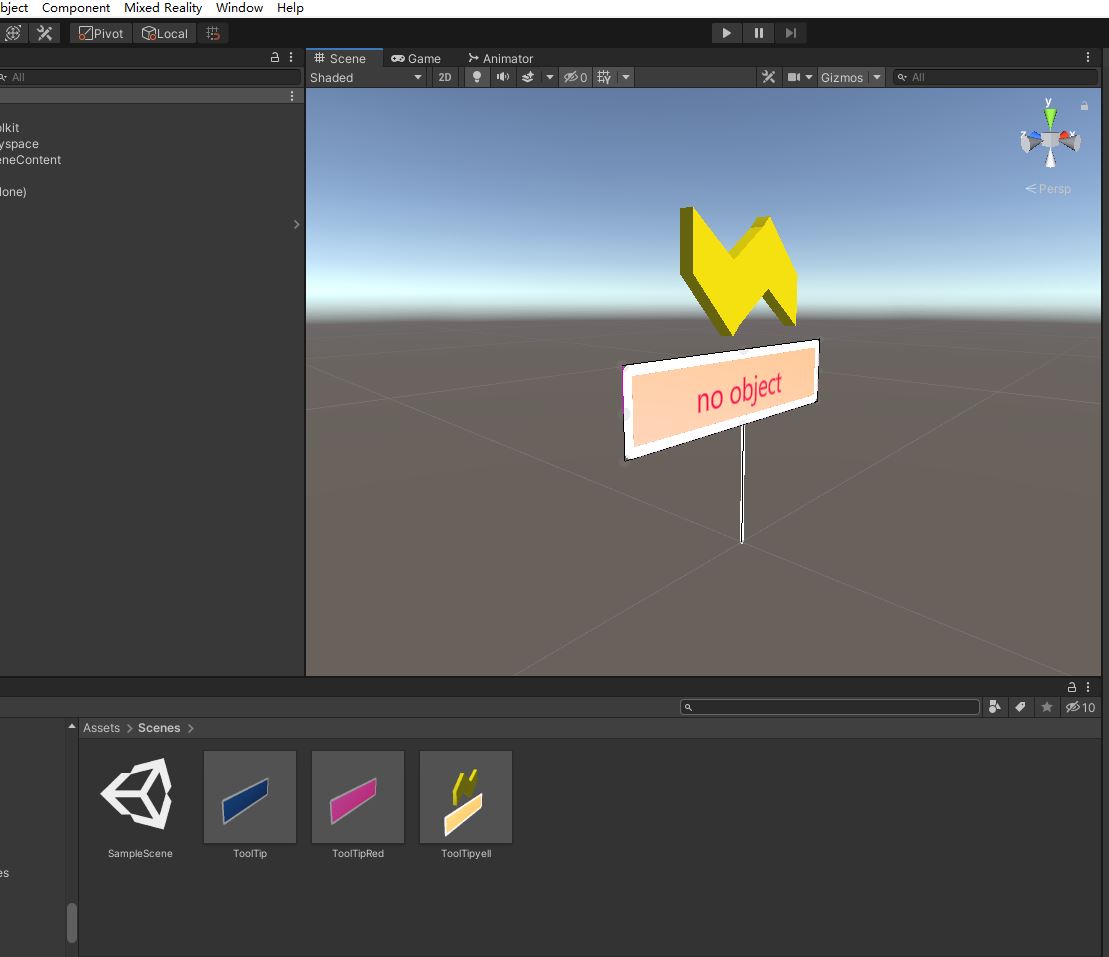 bject Component Mixed Reality Window Help
Pivot Local
All
Scene Game Animator
Shaded 2D 0 Gizmos All
lkit
yspace
eneContent
lone)
y
z x
Persp
no object
10
Assets > Scenes >
SampleScene ToolTip ToolTipRed ToolTipyell
es